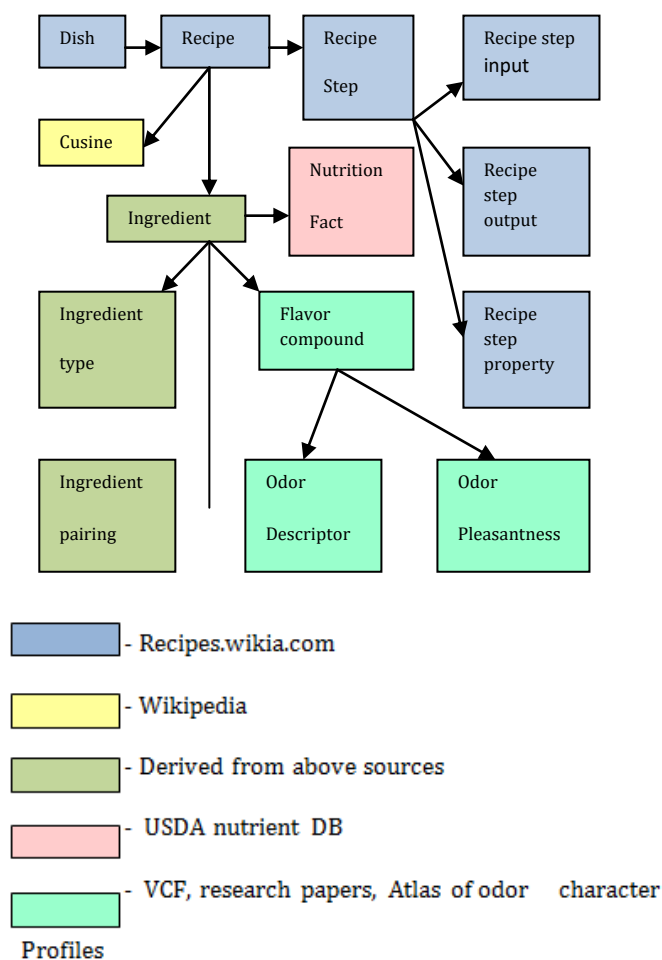 Dish
Recipe
Recipe
Step
Recipe step
input
Cusine
Nutrition
Fact
Recipe
step
output
Ingredient
Ingredient
type
Flavor
compound
Recipe
step
property
Ingredient
pairing
Odor
Descriptor
Odor
Pleasantness
- Recipes.wikia.com
- Wikipedia
- Derived from above sources
- USDA nutrient DB
- VCF, research papers, Atlas of odor character
Profiles